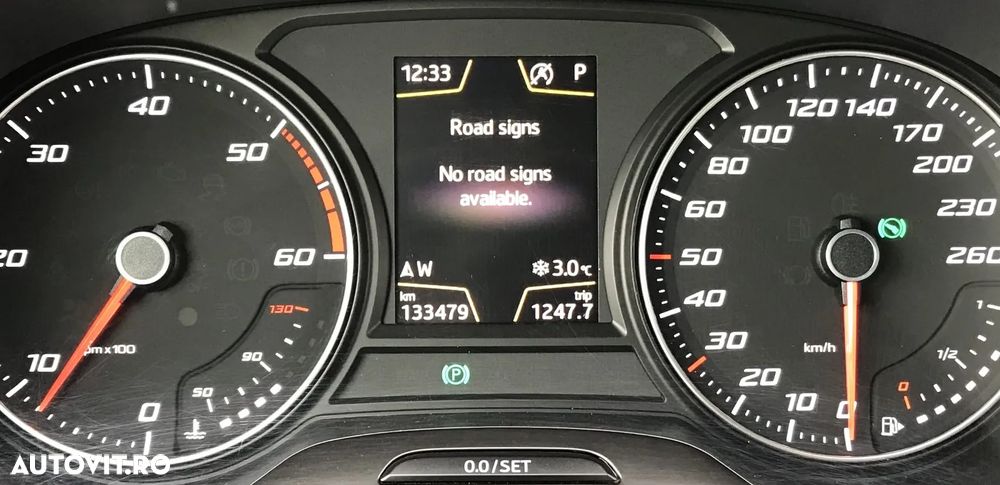 12:33 P
Road signs
No road signs
available.
W 3.0°C
km trip
133479 1247.7
0 10 20 30 40 50 60
rpm x 100
50 90 130
0 10 20 30 40 50 60 80 100 120 140 170 200 230 260
km/h
0 1/2 1
P
0.0/SET
AUTOVIT.RO